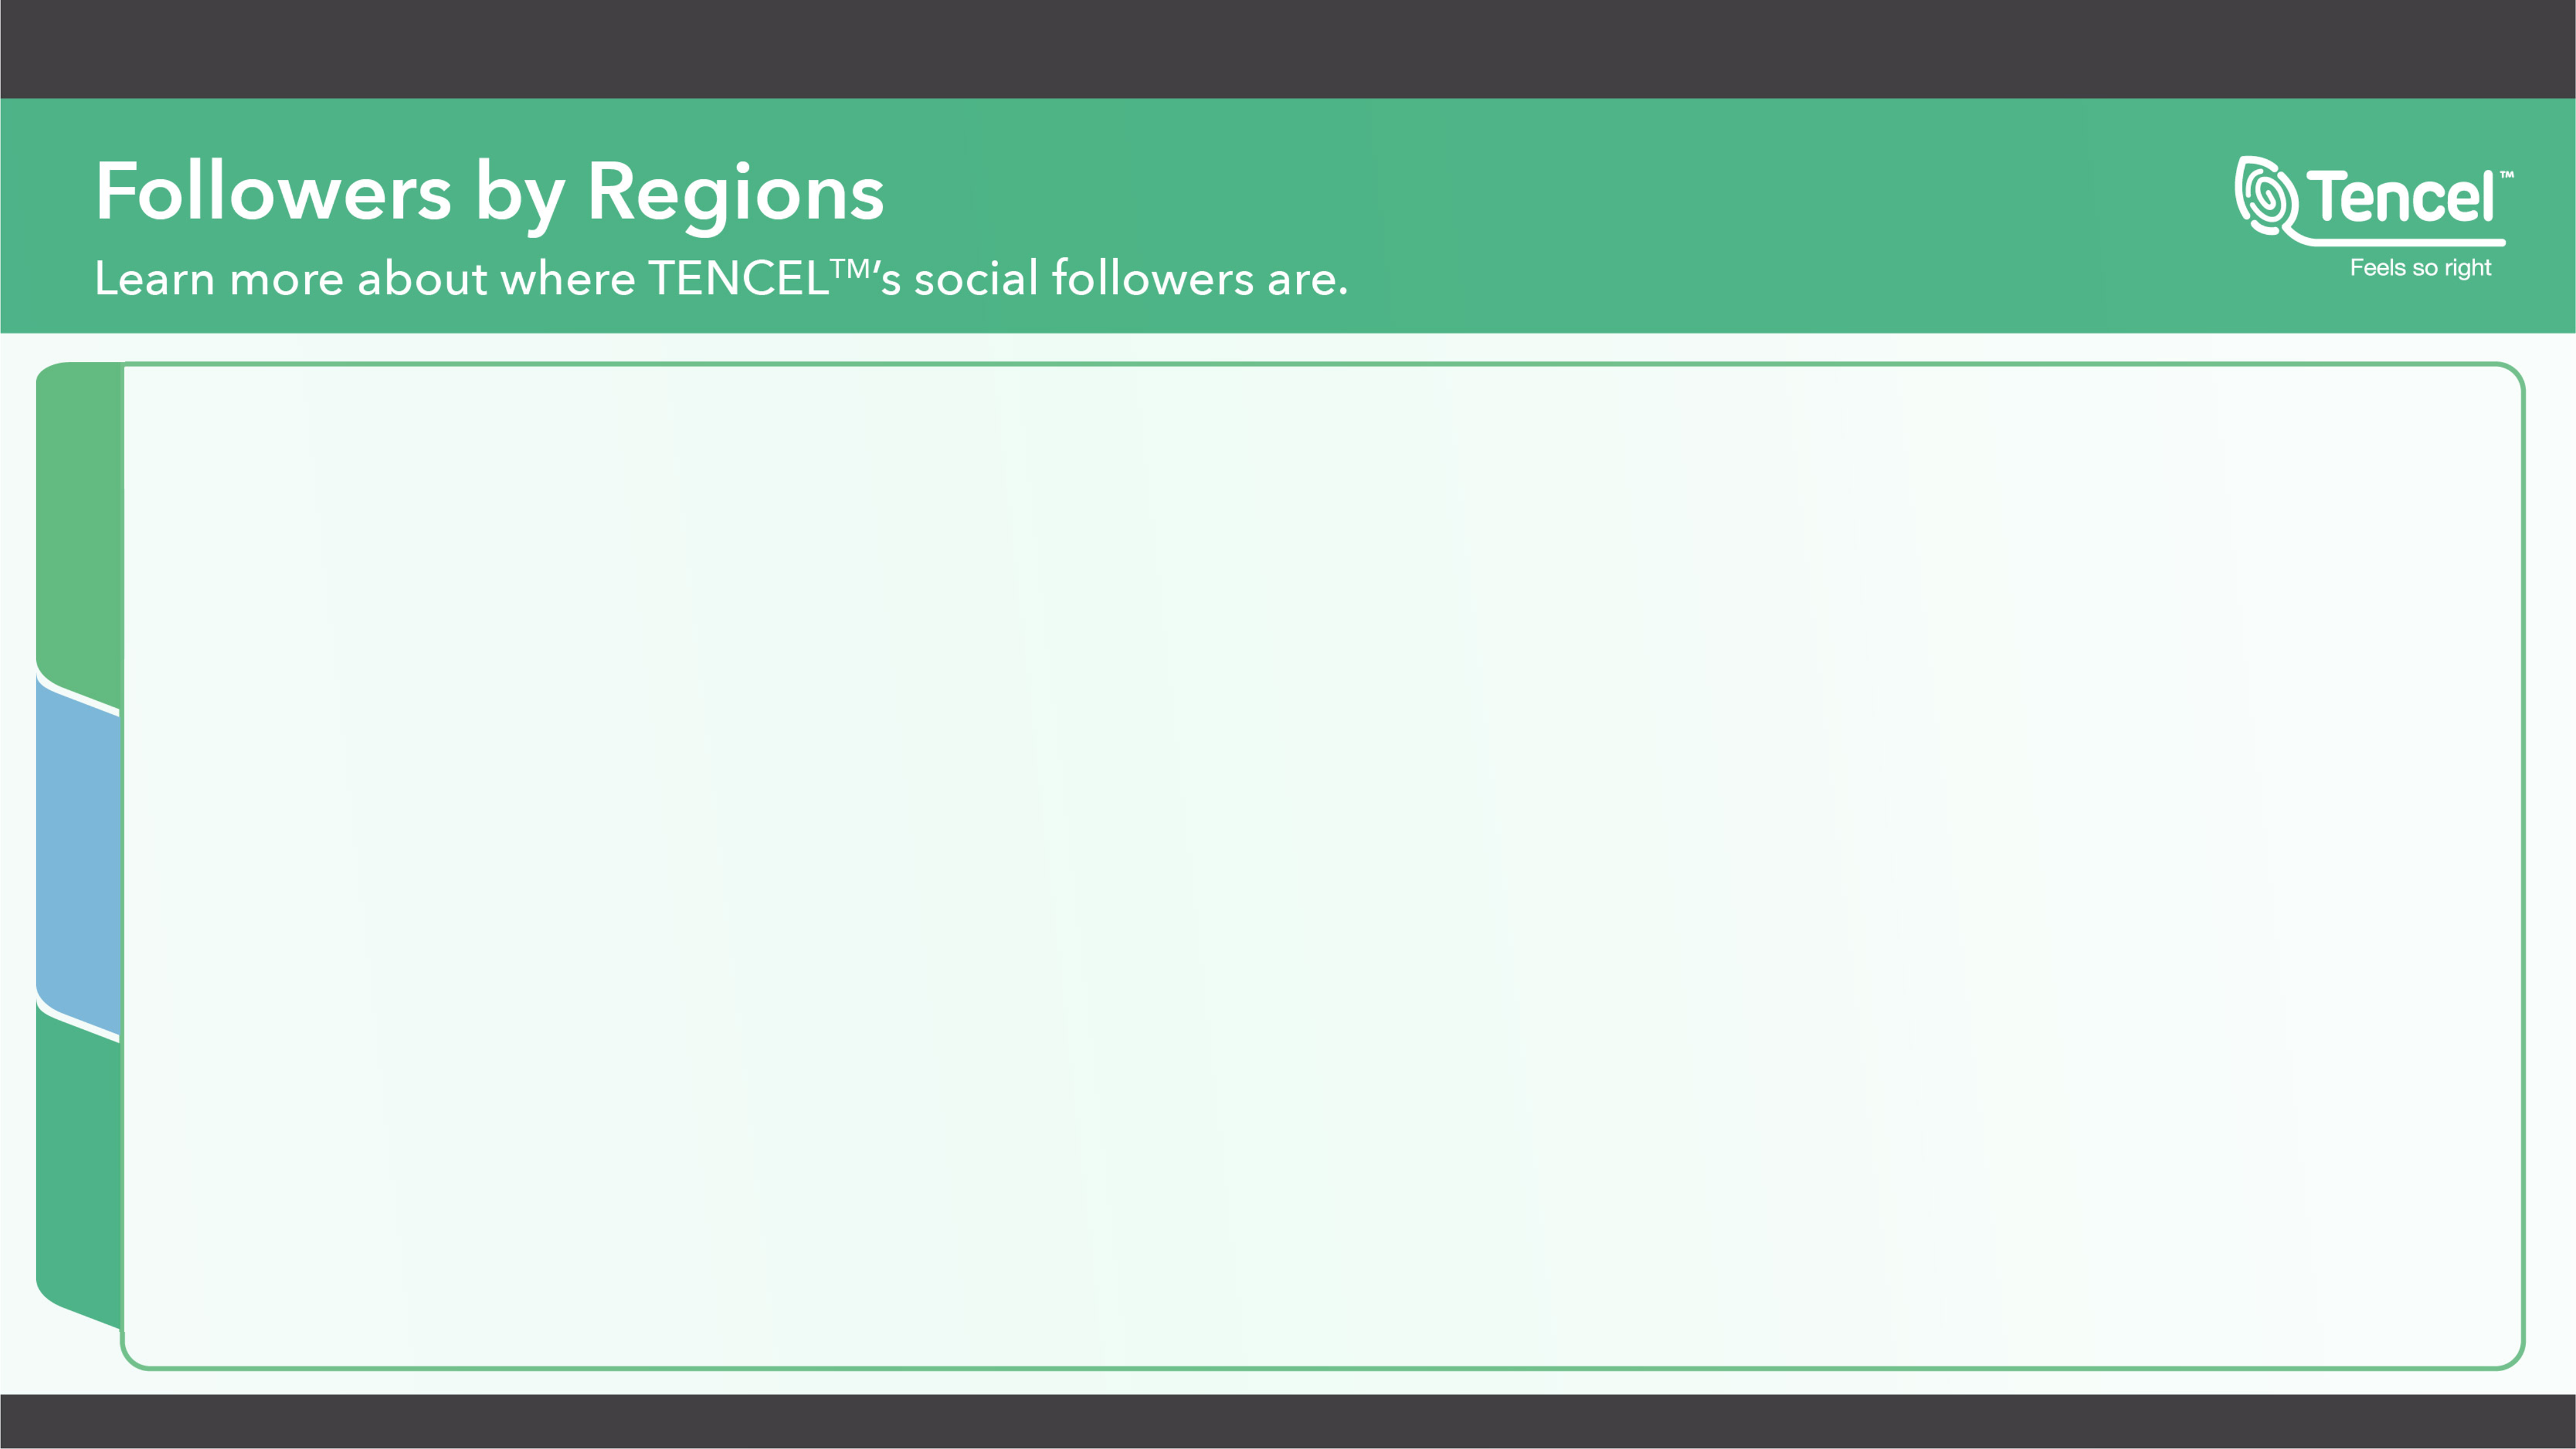 Followers by Regions
Learn more about where TENCEL™'s social followers are.
Tencel™
Feels so right